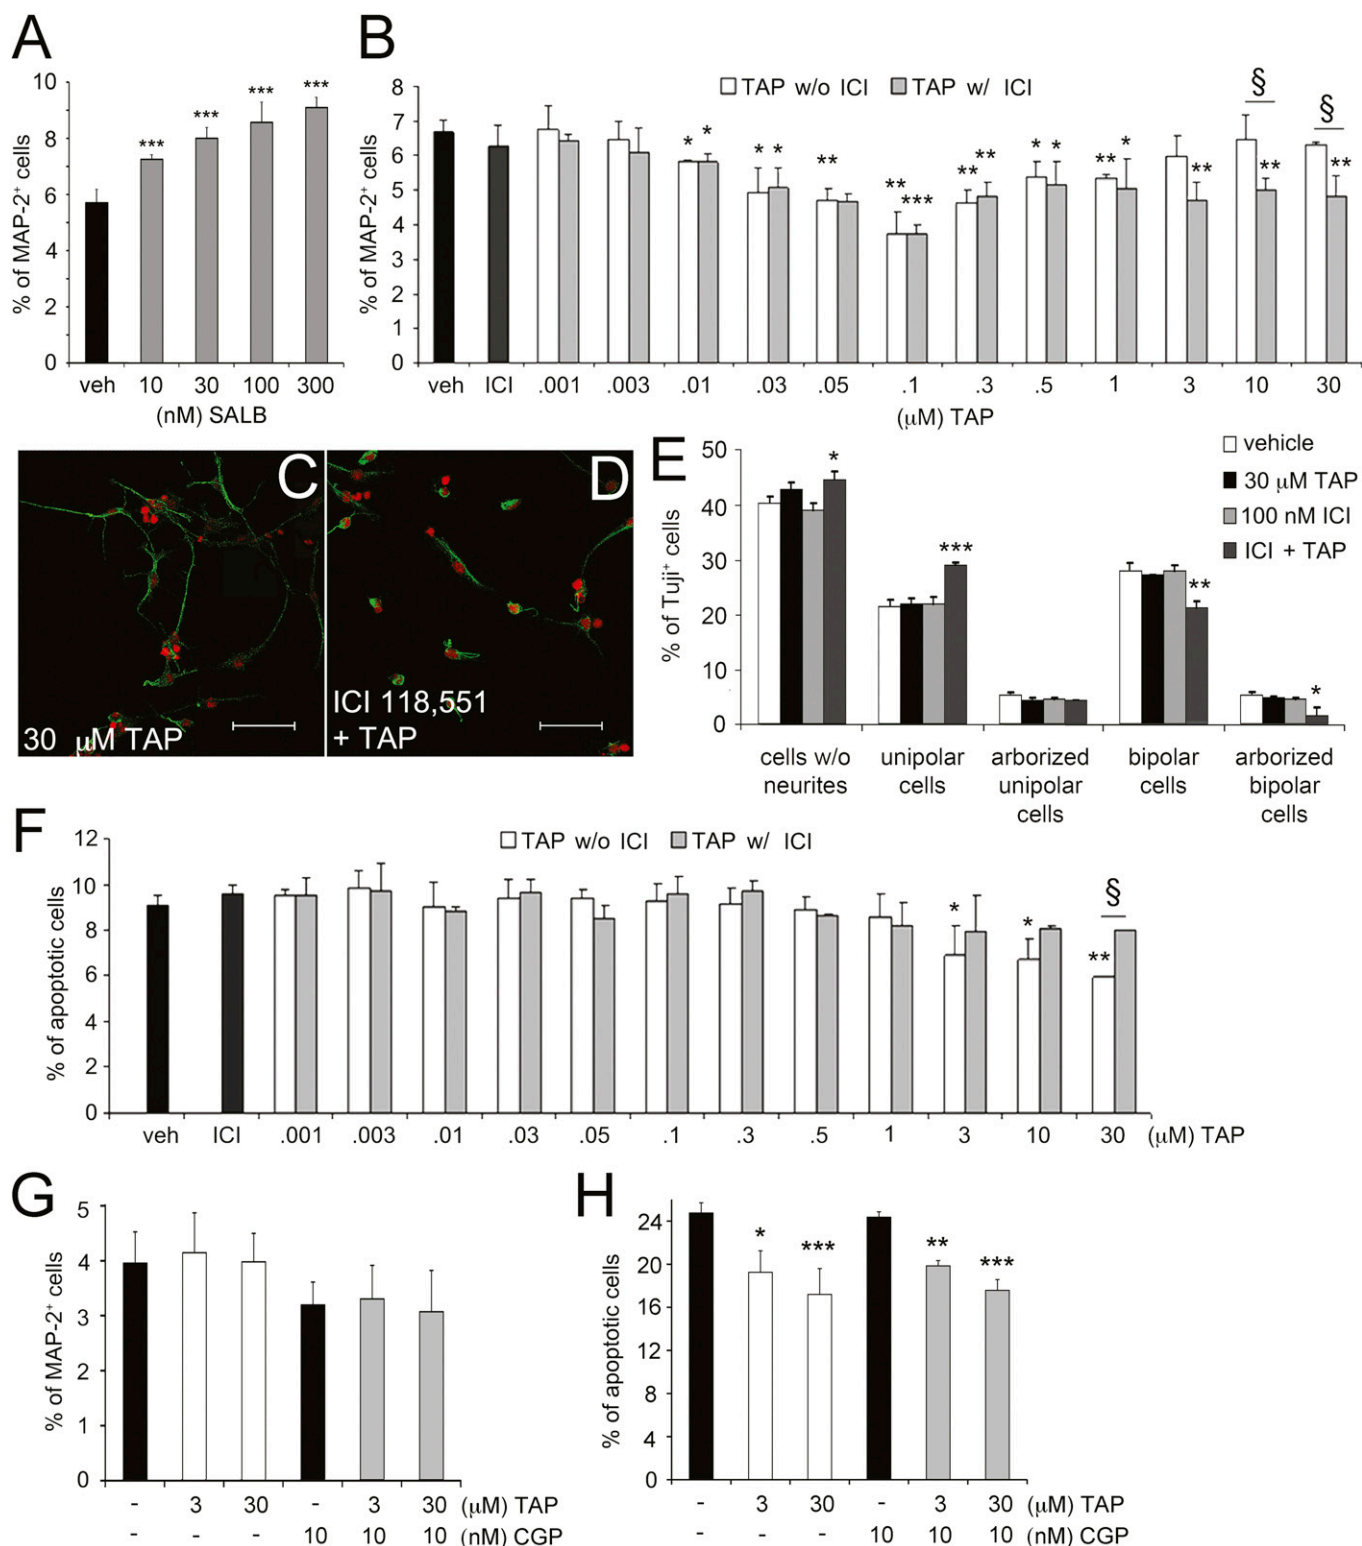 A
% of MAP-2⁺ cells
10
8
6
4
2
0
***
***
***
***
veh 10 30 100 300
(nM) SALB
B
% of MAP-2⁺ cells
8
7
6
5
4
3
2
1
0
TAP w/o ICI TAP w/ ICI
§ §
* * * * ** ** *** ** ** * * ** * ** ** **
veh ICI .001 .003 .01 .03 .05 .1 .3 .5 1 3 10 30
(μM) TAP
C
30 μM TAP
D
ICI 118,551
+ TAP
E
% of Tuji⁺ cells
50
40
30
20
10
0
vehicle
30 μM TAP
100 nM ICI
ICI + TAP
* *** ** *
cells w/o unipolar arborized bipolar arborized
neurites cells unipolar cells bipolar
cells cells
F
% of apoptotic cells
12
10
8
6
4
2
0
TAP w/o ICI TAP w/ ICI
§
* * **
veh ICI .001 .003 .01 .03 .05 .1 .3 .5 1 3 10 30 (μM) TAP
G
% of MAP-2⁺ cells
5
4
3
2
1
0
- 3 30 - 3 30 (μM) TAP
- - - 10 10 10 (nM) CGP
H
% of apoptotic cells
24
20
16
12
8
4
0
* *** ** ***
- 3 30 - 3 30 (μM) TAP
- - - 10 10 10 (nM) CGP